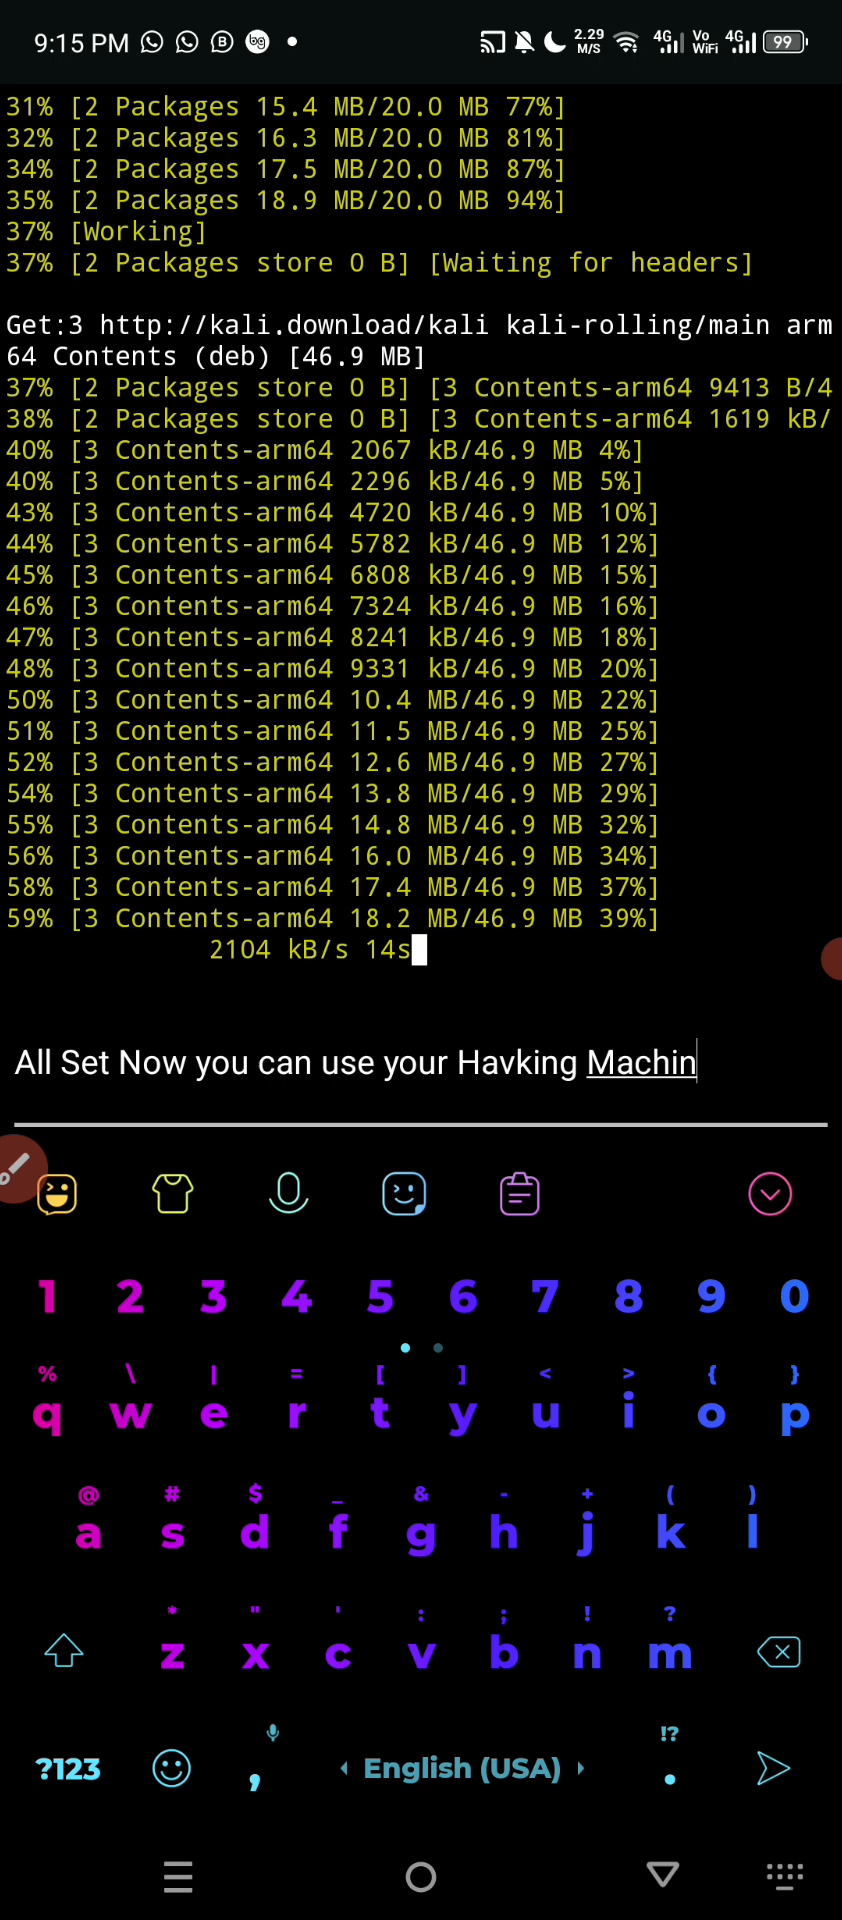 9:15 PM B bg 2.29 M/S 4G Vo WiFi 4G 99
31% [2 Packages 15.4 MB/20.0 MB 77%]
32% [2 Packages 16.3 MB/20.0 MB 81%]
34% [2 Packages 17.5 MB/20.0 MB 87%]
35% [2 Packages 18.9 MB/20.0 MB 94%]
37% [Working]
37% [2 Packages store 0 B] [Waiting for headers]
Get:3 http://kali.download/kali kali-rolling/main arm
64 Contents (deb) [46.9 MB]
37% [2 Packages store 0 B] [3 Contents-arm64 9413 B/4
38% [2 Packages store 0 B] [3 Contents-arm64 1619 kB/
40% [3 Contents-arm64 2067 kB/46.9 MB 4%]
40% [3 Contents-arm64 2296 kB/46.9 MB 5%]
43% [3 Contents-arm64 4720 kB/46.9 MB 10%]
44% [3 Contents-arm64 5782 kB/46.9 MB 12%]
45% [3 Contents-arm64 6808 kB/46.9 MB 15%]
46% [3 Contents-arm64 7324 kB/46.9 MB 16%]
47% [3 Contents-arm64 8241 kB/46.9 MB 18%]
48% [3 Contents-arm64 9331 kB/46.9 MB 20%]
50% [3 Contents-arm64 10.4 MB/46.9 MB 22%]
51% [3 Contents-arm64 11.5 MB/46.9 MB 25%]
52% [3 Contents-arm64 12.6 MB/46.9 MB 27%]
54% [3 Contents-arm64 13.8 MB/46.9 MB 29%]
55% [3 Contents-arm64 14.8 MB/46.9 MB 32%]
56% [3 Contents-arm64 16.0 MB/46.9 MB 34%]
58% [3 Contents-arm64 17.4 MB/46.9 MB 37%]
59% [3 Contents-arm64 18.2 MB/46.9 MB 39%]
2104 kB/s 14s
All Set Now you can use your Havking Machin
1 2 3 4 5 6 7 8 9 0
% \ | = [ ] < > { }
q w e r t y u i o p
@ # $ _ & - + ( )
a s d f g h j k l
* " ' : ; ! ?
z x c v b n m
!?
?123 , English (USA) .